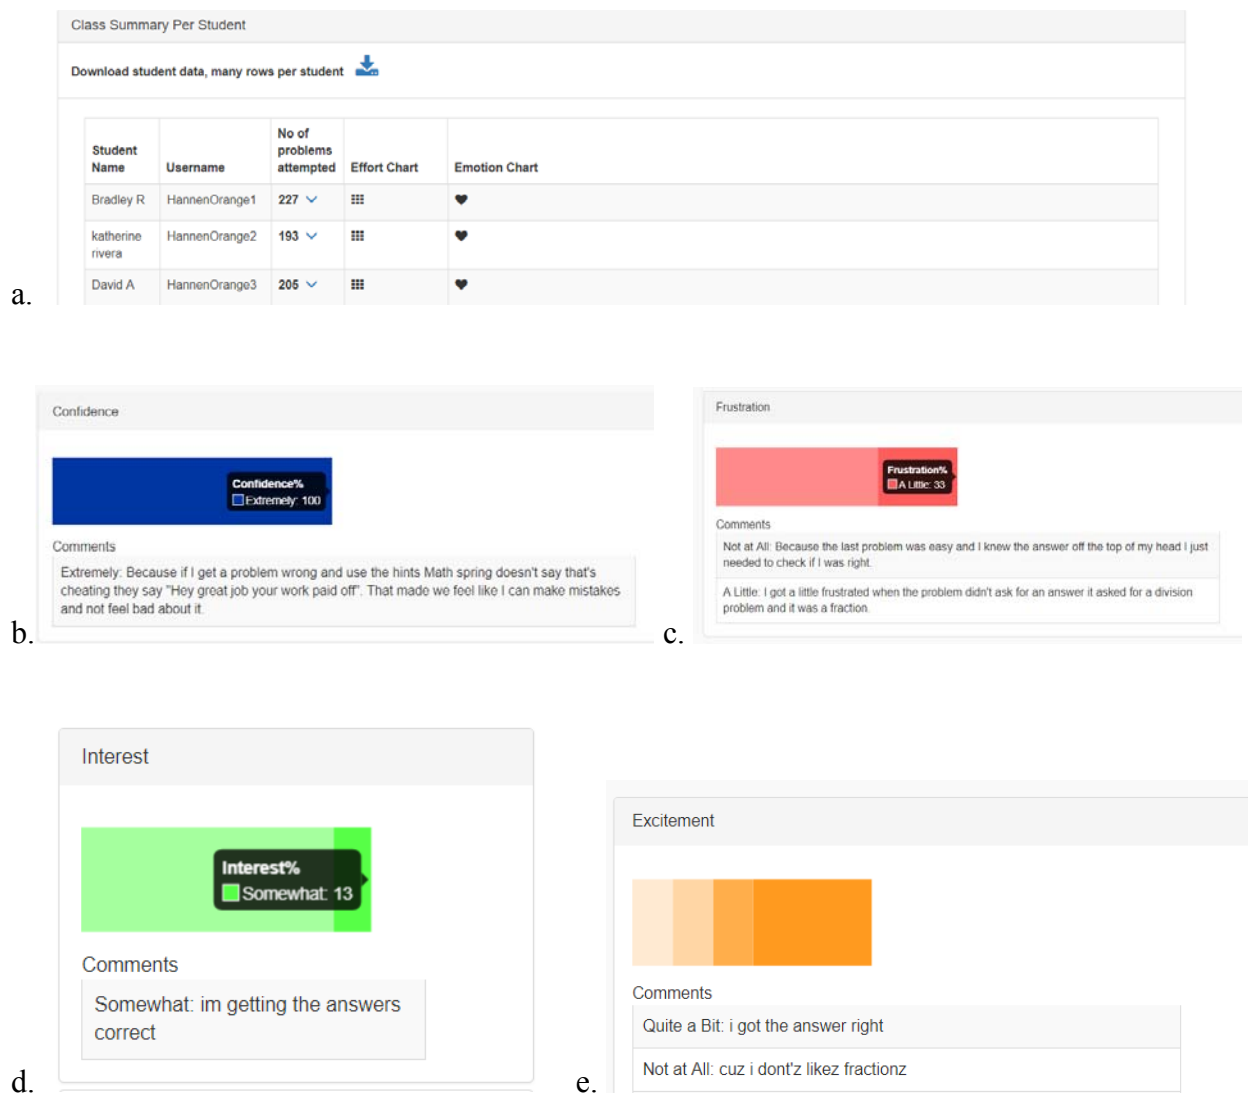 Class Summary Per Student
Download student data, many rows per student
No of
Student problems
Name Username attempted Effort Chart Emotion Chart
Bradley R HannenOrange1 227
katherine HannenOrange2 193
rivera
David A HannenOrange3 205
a.
Confidence
Confidence%
Extremely: 100
Comments
Extremely: Because if I get a problem wrong and use the hints Math spring doesn't say that's
cheating they say "Hey great job your work paid off". That made we feel like I can make mistakes
and not feel bad about it.
b.
Frustration
Frustration%
A Little: 33
Comments
Not at All: Because the last problem was easy and I knew the answer off the top of my head I just
needed to check if I was right.
A Little: I got a little frustrated when the problem didn't ask for an answer it asked for a division
problem and it was a fraction.
c.
Interest
Interest%
Somewhat: 13
Comments
Somewhat: im getting the answers
correct
d.
Excitement
Comments
Quite a Bit: i got the answer right
Not at All: cuz i dont'z likez fractionz
e.